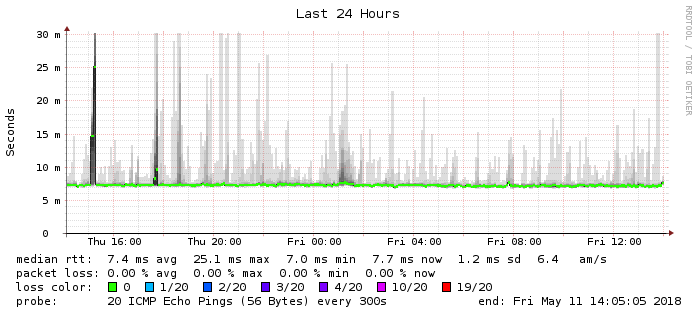 Last 24 Hours
RRDTOOL / TOBI OETIKER
Seconds
30 m
25 m
20 m
15 m
10 m
5 m
0
Thu 16:00 Thu 20:00 Fri 00:00 Fri 04:00 Fri 08:00 Fri 12:00
median rtt: 7.4 ms avg 25.1 ms max 7.0 ms min 7.7 ms now 1.2 ms sd 6.4 am/s
packet loss: 0.00 % avg 0.00 % max 0.00 % min 0.00 % now
loss color: 0 1/20 2/20 3/20 4/20 10/20 19/20
probe: 20 ICMP Echo Pings (56 Bytes) every 300s end: Fri May 11 14:05:05 2018